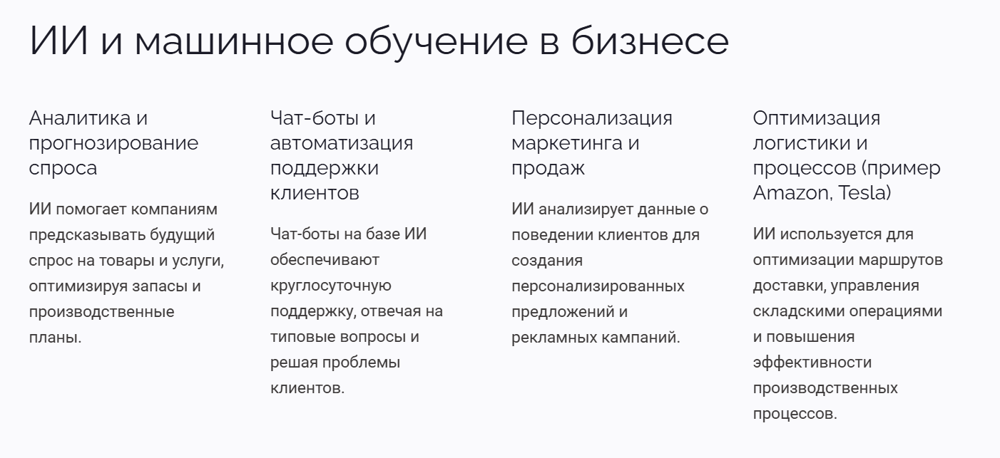 ИИ и машинное обучение в бизнесе
Аналитика и
прогнозирование
спроса
ИИ помогает компаниям
предсказывать будущий
спрос на товары и услуги,
оптимизируя запасы и
производственные
планы.
Чат-боты и
автоматизация
поддержки
клиентов
Чат-боты на базе ИИ
обеспечивают
круглосуточную
поддержку, отвечая на
типовые вопросы и
решая проблемы
клиентов.
Персонализация
маркетинга и
продаж
ИИ анализирует данные о
поведении клиентов для
создания
персонализированных
предложений и
рекламных кампаний.
Оптимизация
логистики и
процессов (пример
Amazon, Tesla)
ИИ используется для
оптимизации маршрутов
доставки, управления
складскими операциями
и повышения
эффективности
производственных
процессов.